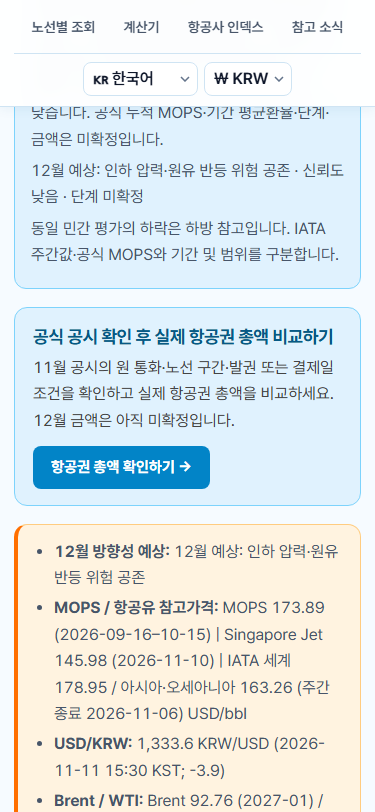 노선별 조회 계산기 항공사 인덱스 참고 소식
KR 한국어 ₩ KRW
낮습니다. 공식 누적 MOPS·기간 평균환율·단계·
금액은 미확정입니다.
12월 예상: 인하 압력·원유 반등 위험 공존 · 신뢰도
낮음 · 단계 미확정
동일 민간 평가의 하락은 하방 참고입니다. IATA
주간값·공식 MOPS와 기간 및 범위를 구분합니다.
공식 공시 확인 후 실제 항공권 총액 비교하기
11월 공시의 원 통화·노선 구간·발권 또는 결제일
조건을 확인하고 실제 항공권 총액을 비교하세요.
12월 금액은 아직 미확정입니다.
항공권 총액 확인하기 →
• 12월 방향성 예상: 12월 예상: 인하 압력·원유
반등 위험 공존
• MOPS / 항공유 참고가격: MOPS 173.89
(2026-09-16–10-15) | Singapore Jet
145.98 (2026-11-10) | IATA 세계
178.95 / 아시아·오세아니아 163.26 (주간
종료 2026-11-06) USD/bbl
• USD/KRW: 1,333.6 KRW/USD (2026-
11-11 15:30 KST; -3.9)
• Brent / WTI: Brent 92.76 (2027-01) /